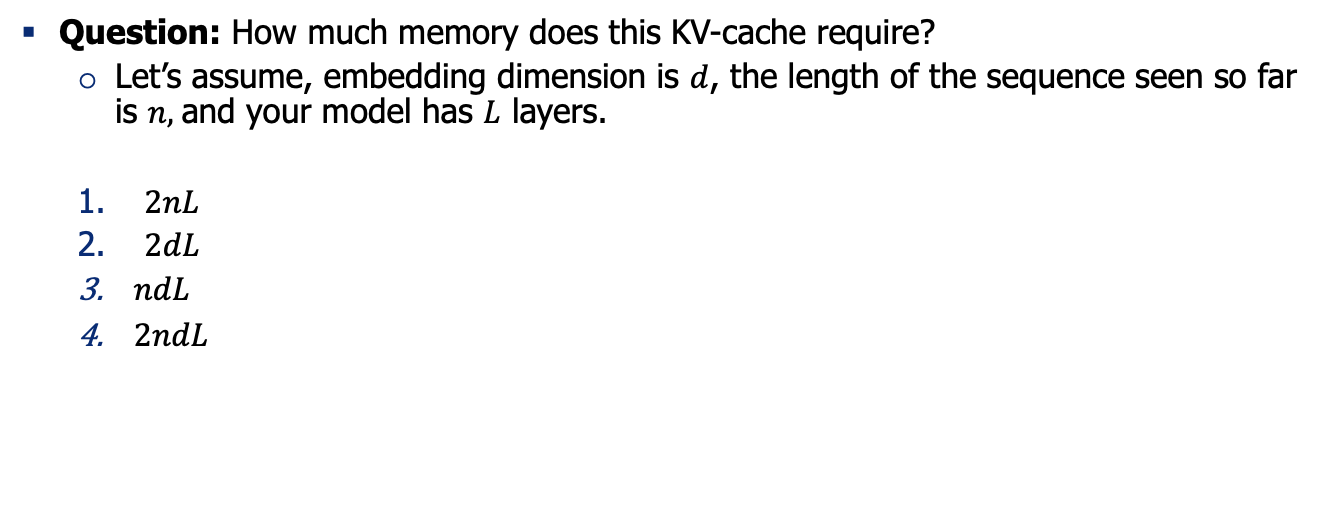 ▪ Question: How much memory does this KV-cache require?
o Let’s assume, embedding dimension is d, the length of the sequence seen so far
is n, and your model has L layers.
1. 2nL
2. 2dL
3. ndL
4. 2ndL